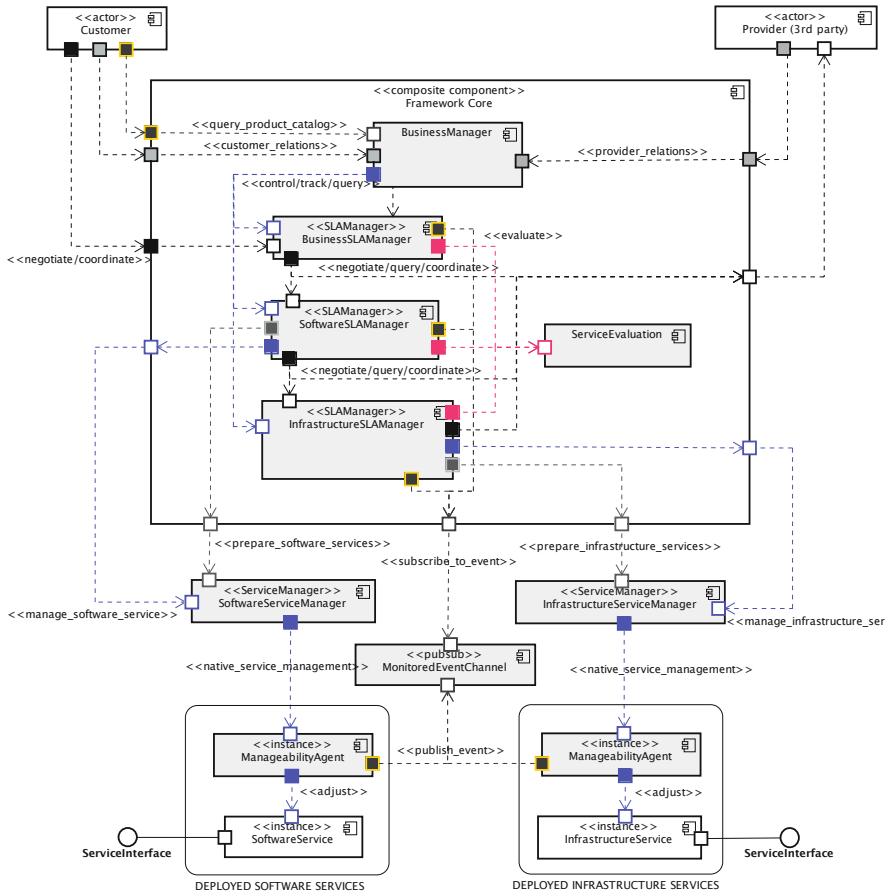 <<actor>>
Customer
<<actor>>
Provider (3rd party)
<<composite component>>
Framework Core
<<query_product_catalog>>
BusinessManager
<<customer_relations>>
<<provider_relations>>
<<control/track/query>>
<<SLAManager>>
BusinessSLAManager
<<evaluate>>
<<negotiate/coordinate>>
<<negotiate/query/coordinate>>
<<SLAManager>>
SoftwareSLAManager
ServiceEvaluation
<<negotiate/query/coordinate>>
<<SLAManager>>
InfrastructureSLAManager
<<prepare_software_services>>
<<subscribe_to_event>>
<<prepare_infrastructure_services>>
<<ServiceManager>>
SoftwareServiceManager
<<ServiceManager>>
InfrastructureServiceManager
<<manage_software_service>>
<<manage_infrastructure_ser
<<native_service_management>>
<<pubsub>>
MonitoredEventChannel
<<native_service_management>>
<<instance>>
ManageabilityAgent
<<publish_event>>
<<instance>>
ManageabilityAgent
<<adjust>>
<<adjust>>
<<instance>>
SoftwareService
<<instance>>
InfrastructureService
ServiceInterface
ServiceInterface
DEPLOYED SOFTWARE SERVICES
DEPLOYED INFRASTRUCTURE SERVICES